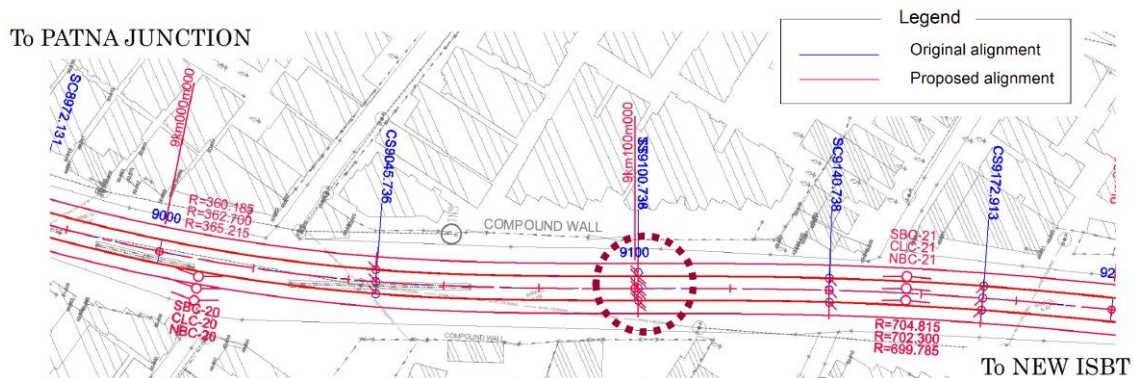 Legend
Original alignment
Proposed alignment
To PATNA JUNCTION
SC8972.131
9km000m000
CS9045.736
9km100m000
SC9140.738
CS9172.913
R=360.185
R=362.700
R=365.215
9000
COMPOUND WALL
9100
SBC-21
CLC-21
NBC-21
92
SBC-20
CLC-20
NBC-20
COMPOUND WALL
R=704.815
R=702.300
R=699.785
To NEW ISBT